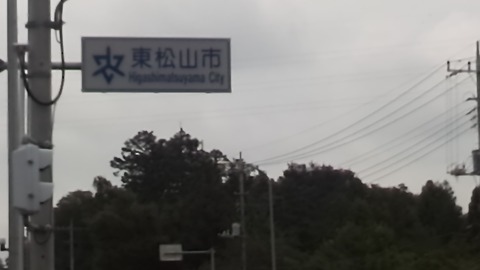 東松山市
Higashimatsuyama City